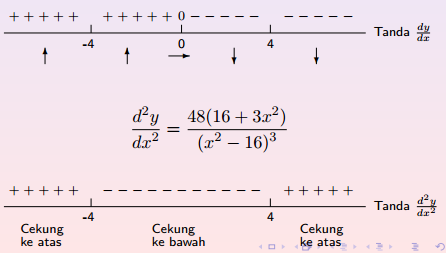 + + + + + + + + + + 0 − − − − − − − − − − Tanda dy/dx
-4 0 4
d²y/dx² = 48(16 + 3x²)/(x² − 16)³
+ + + + + − − − − − − − − − − − + + + + + Tanda d²y/dx²
-4 4
Cekung ke atas
Cekung ke bawah
Cekung ke atas